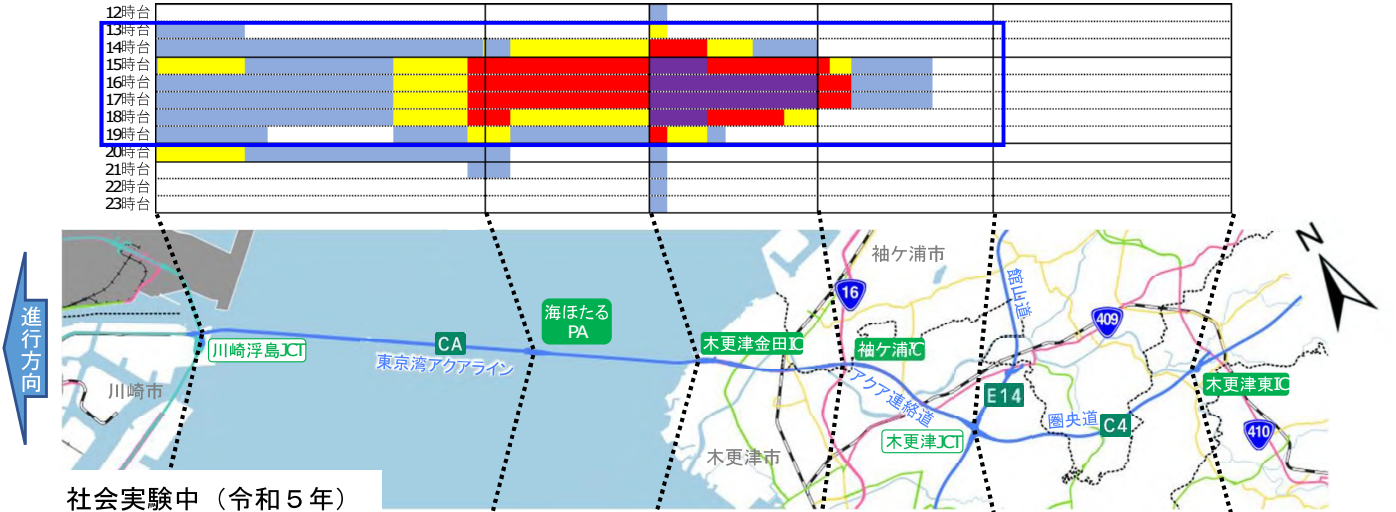 12時台
13時台
14時台
15時台
16時台
17時台
18時台
19時台
20時台
21時台
22時台
23時台
進行方向
N
袖ケ浦市
16
館山道
409
海ほたる
PA
CA
川崎浮島JCT
東京湾アクアライン
木更津金田IC
袖ケ浦IC
川崎市
アクア連絡道
E14
木更津東IC
圏央道
C4
410
木更津JCT
木更津市
社会実験中（令和５年）